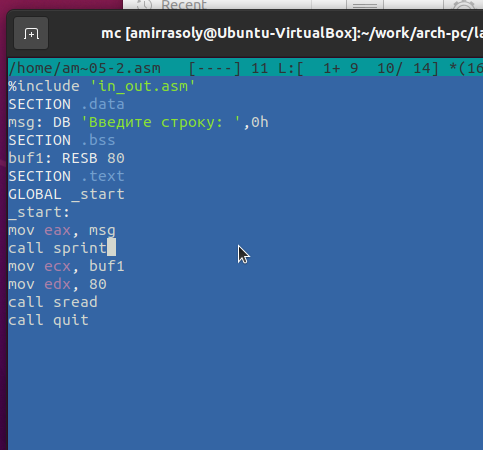 Recent
mc [amirrasoly@Ubuntu-VirtualBox]:~/work/arch-pc/la
/home/am~05-2.asm [----] 11 L:[ 1+ 9 10/ 14] *(16
%include 'in_out.asm'
SECTION .data
msg: DB 'Введите строку: ',0h
SECTION .bss
buf1: RESB 80
SECTION .text
GLOBAL _start
_start:
mov eax, msg
call sprint
mov ecx, buf1
mov edx, 80
call sread
call quit